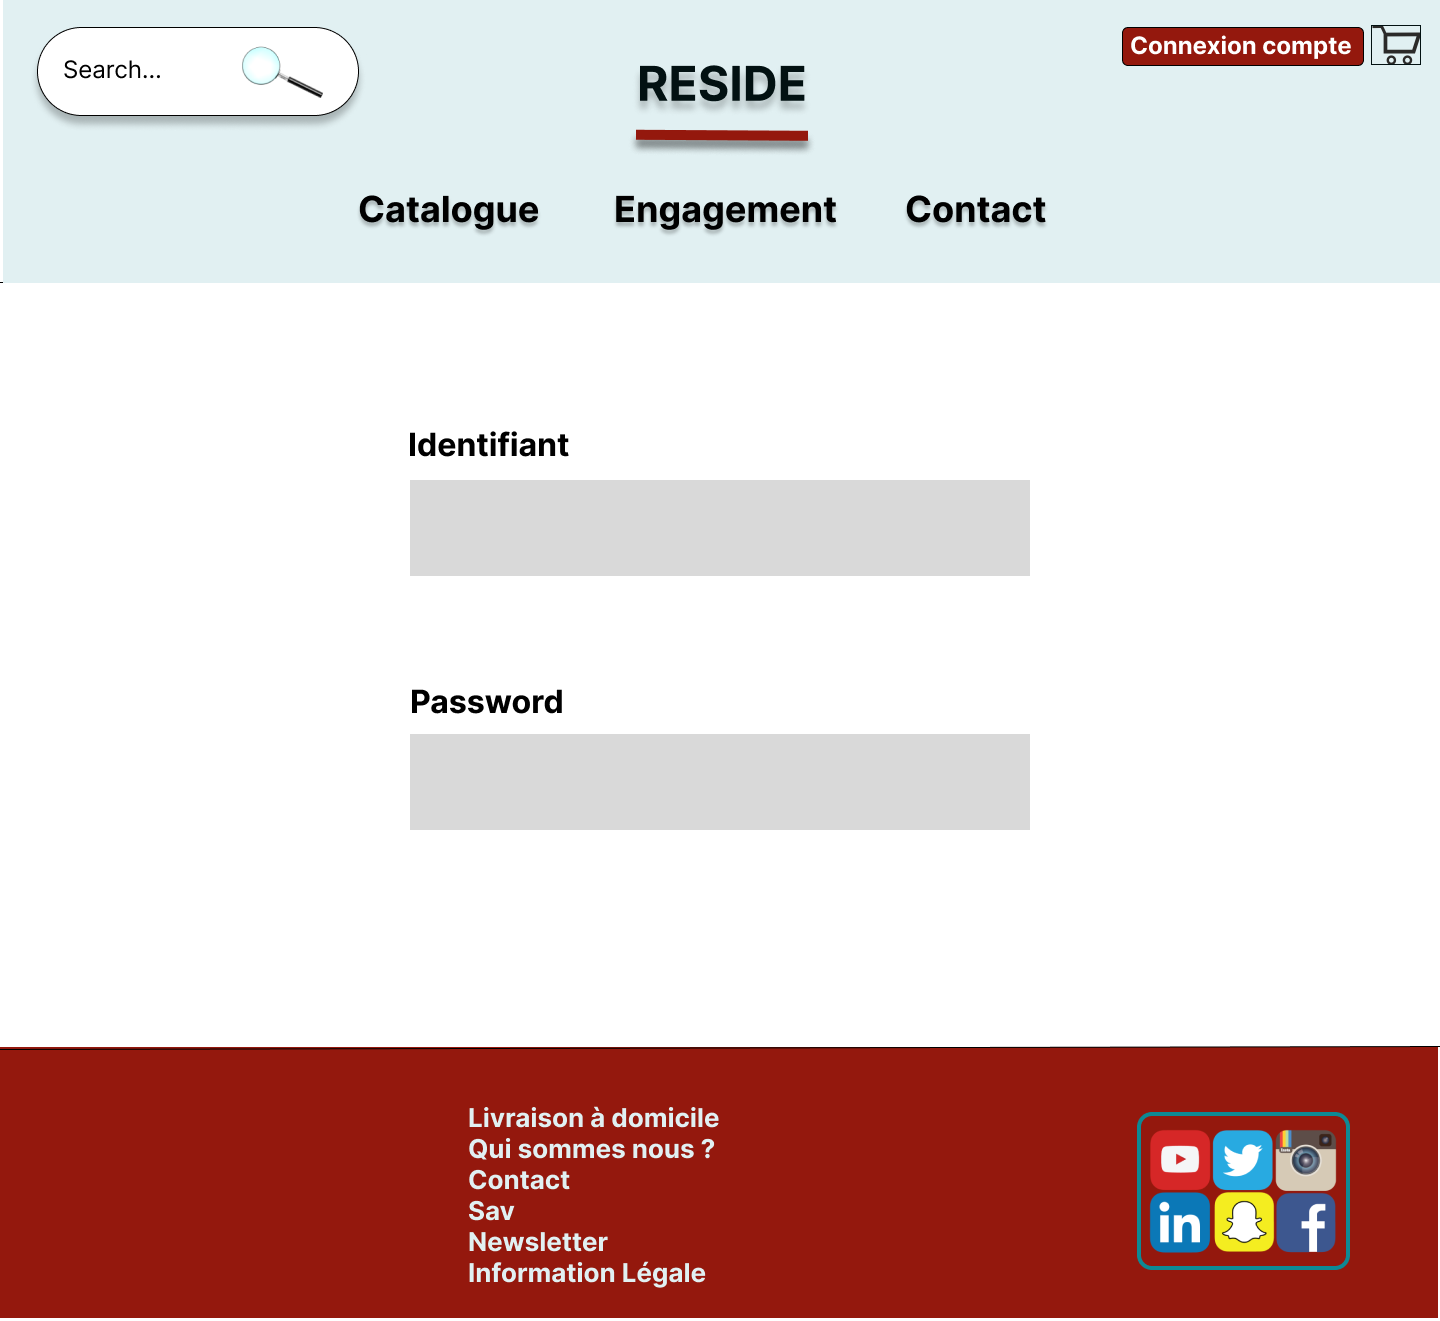 Search...
Connexion compte
RESIDE
Catalogue
Engagement
Contact
Identifiant
Password
Livraison à domicile
Qui sommes nous ?
Contact
Sav
Newsletter
Information Légale
in
f